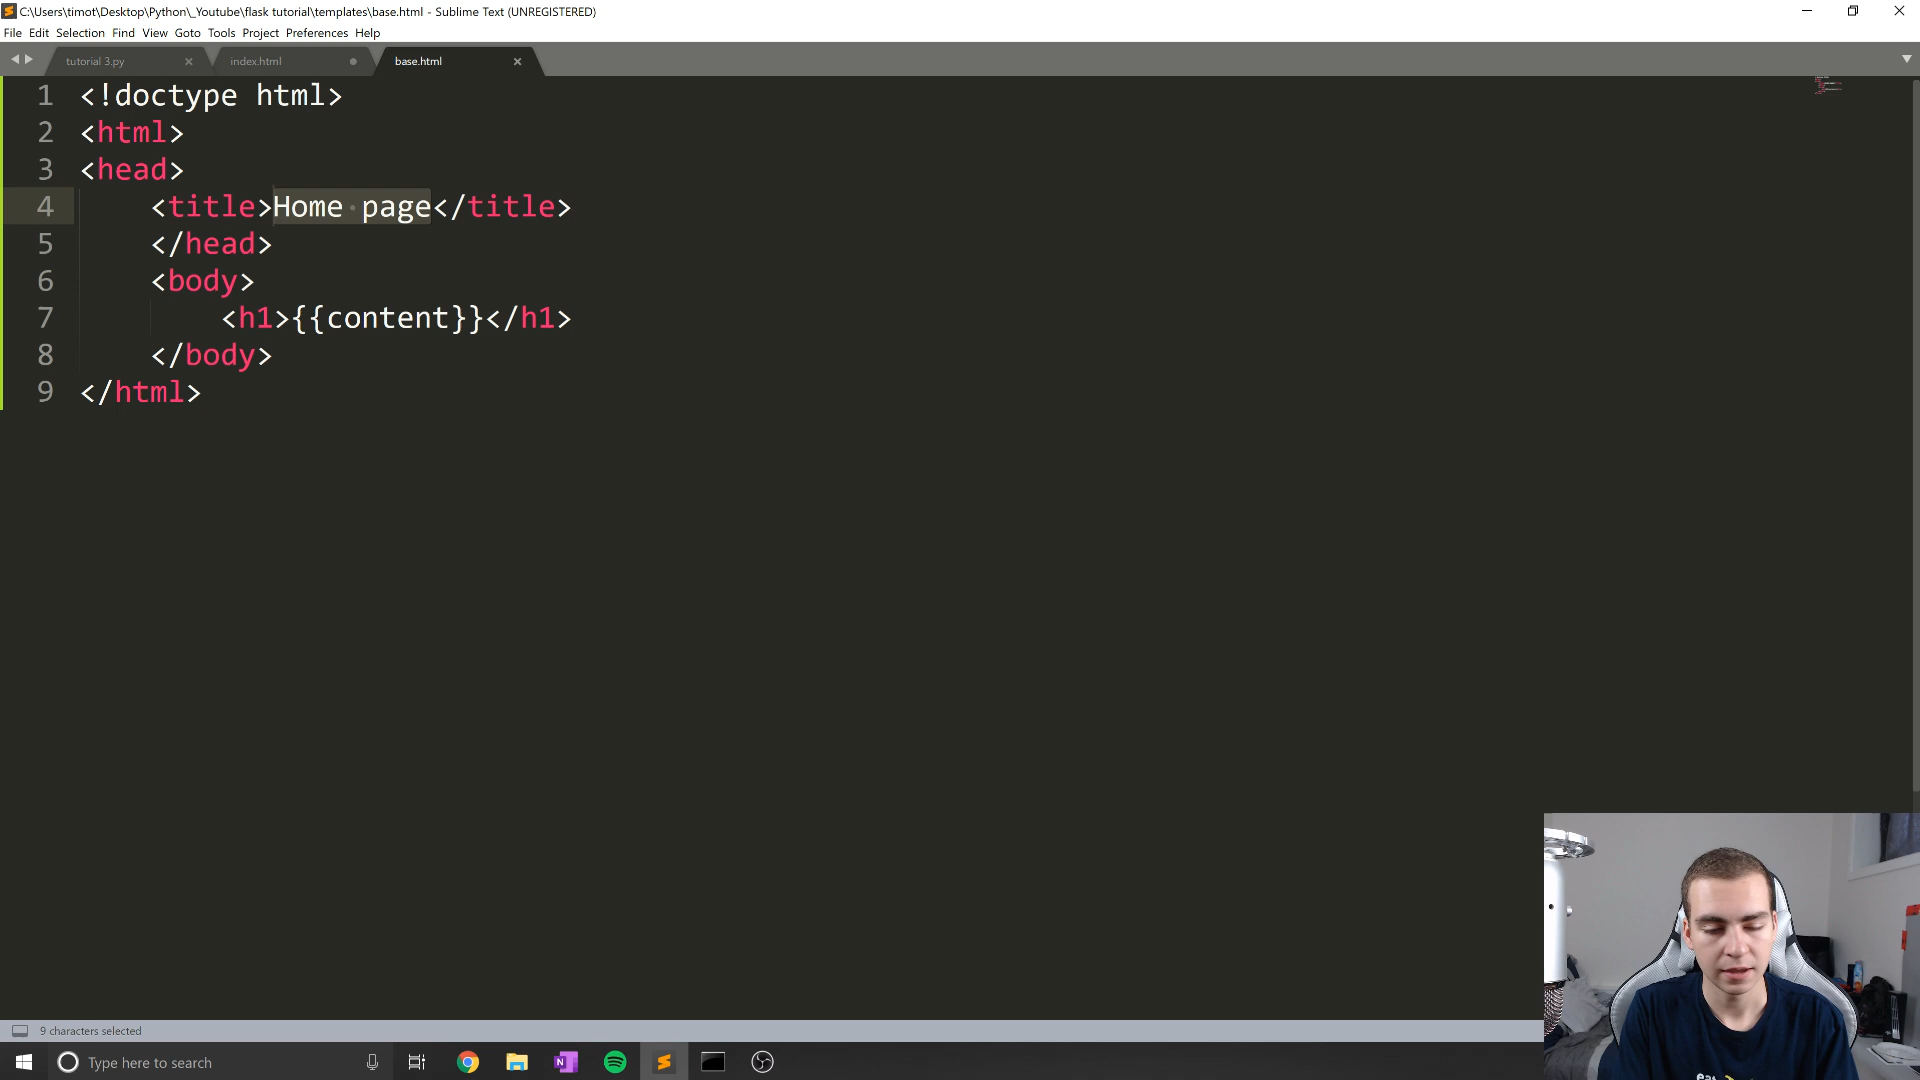 C:\Users\timot\Desktop\Python\_Youtube\flask tutorial\templates\base.html - Sublime Text (UNREGISTERED)
File Edit Selection Find View Goto Tools Project Preferences Help
tutorial 3.py index.html base.html
1 <!doctype html>
2 <html>
3 <head>
4 <title>Home page</title>
5 </head>
6 <body>
7 <h1>{{content}}</h1>
8 </body>
9 </html>
9 characters selected
Type here to search